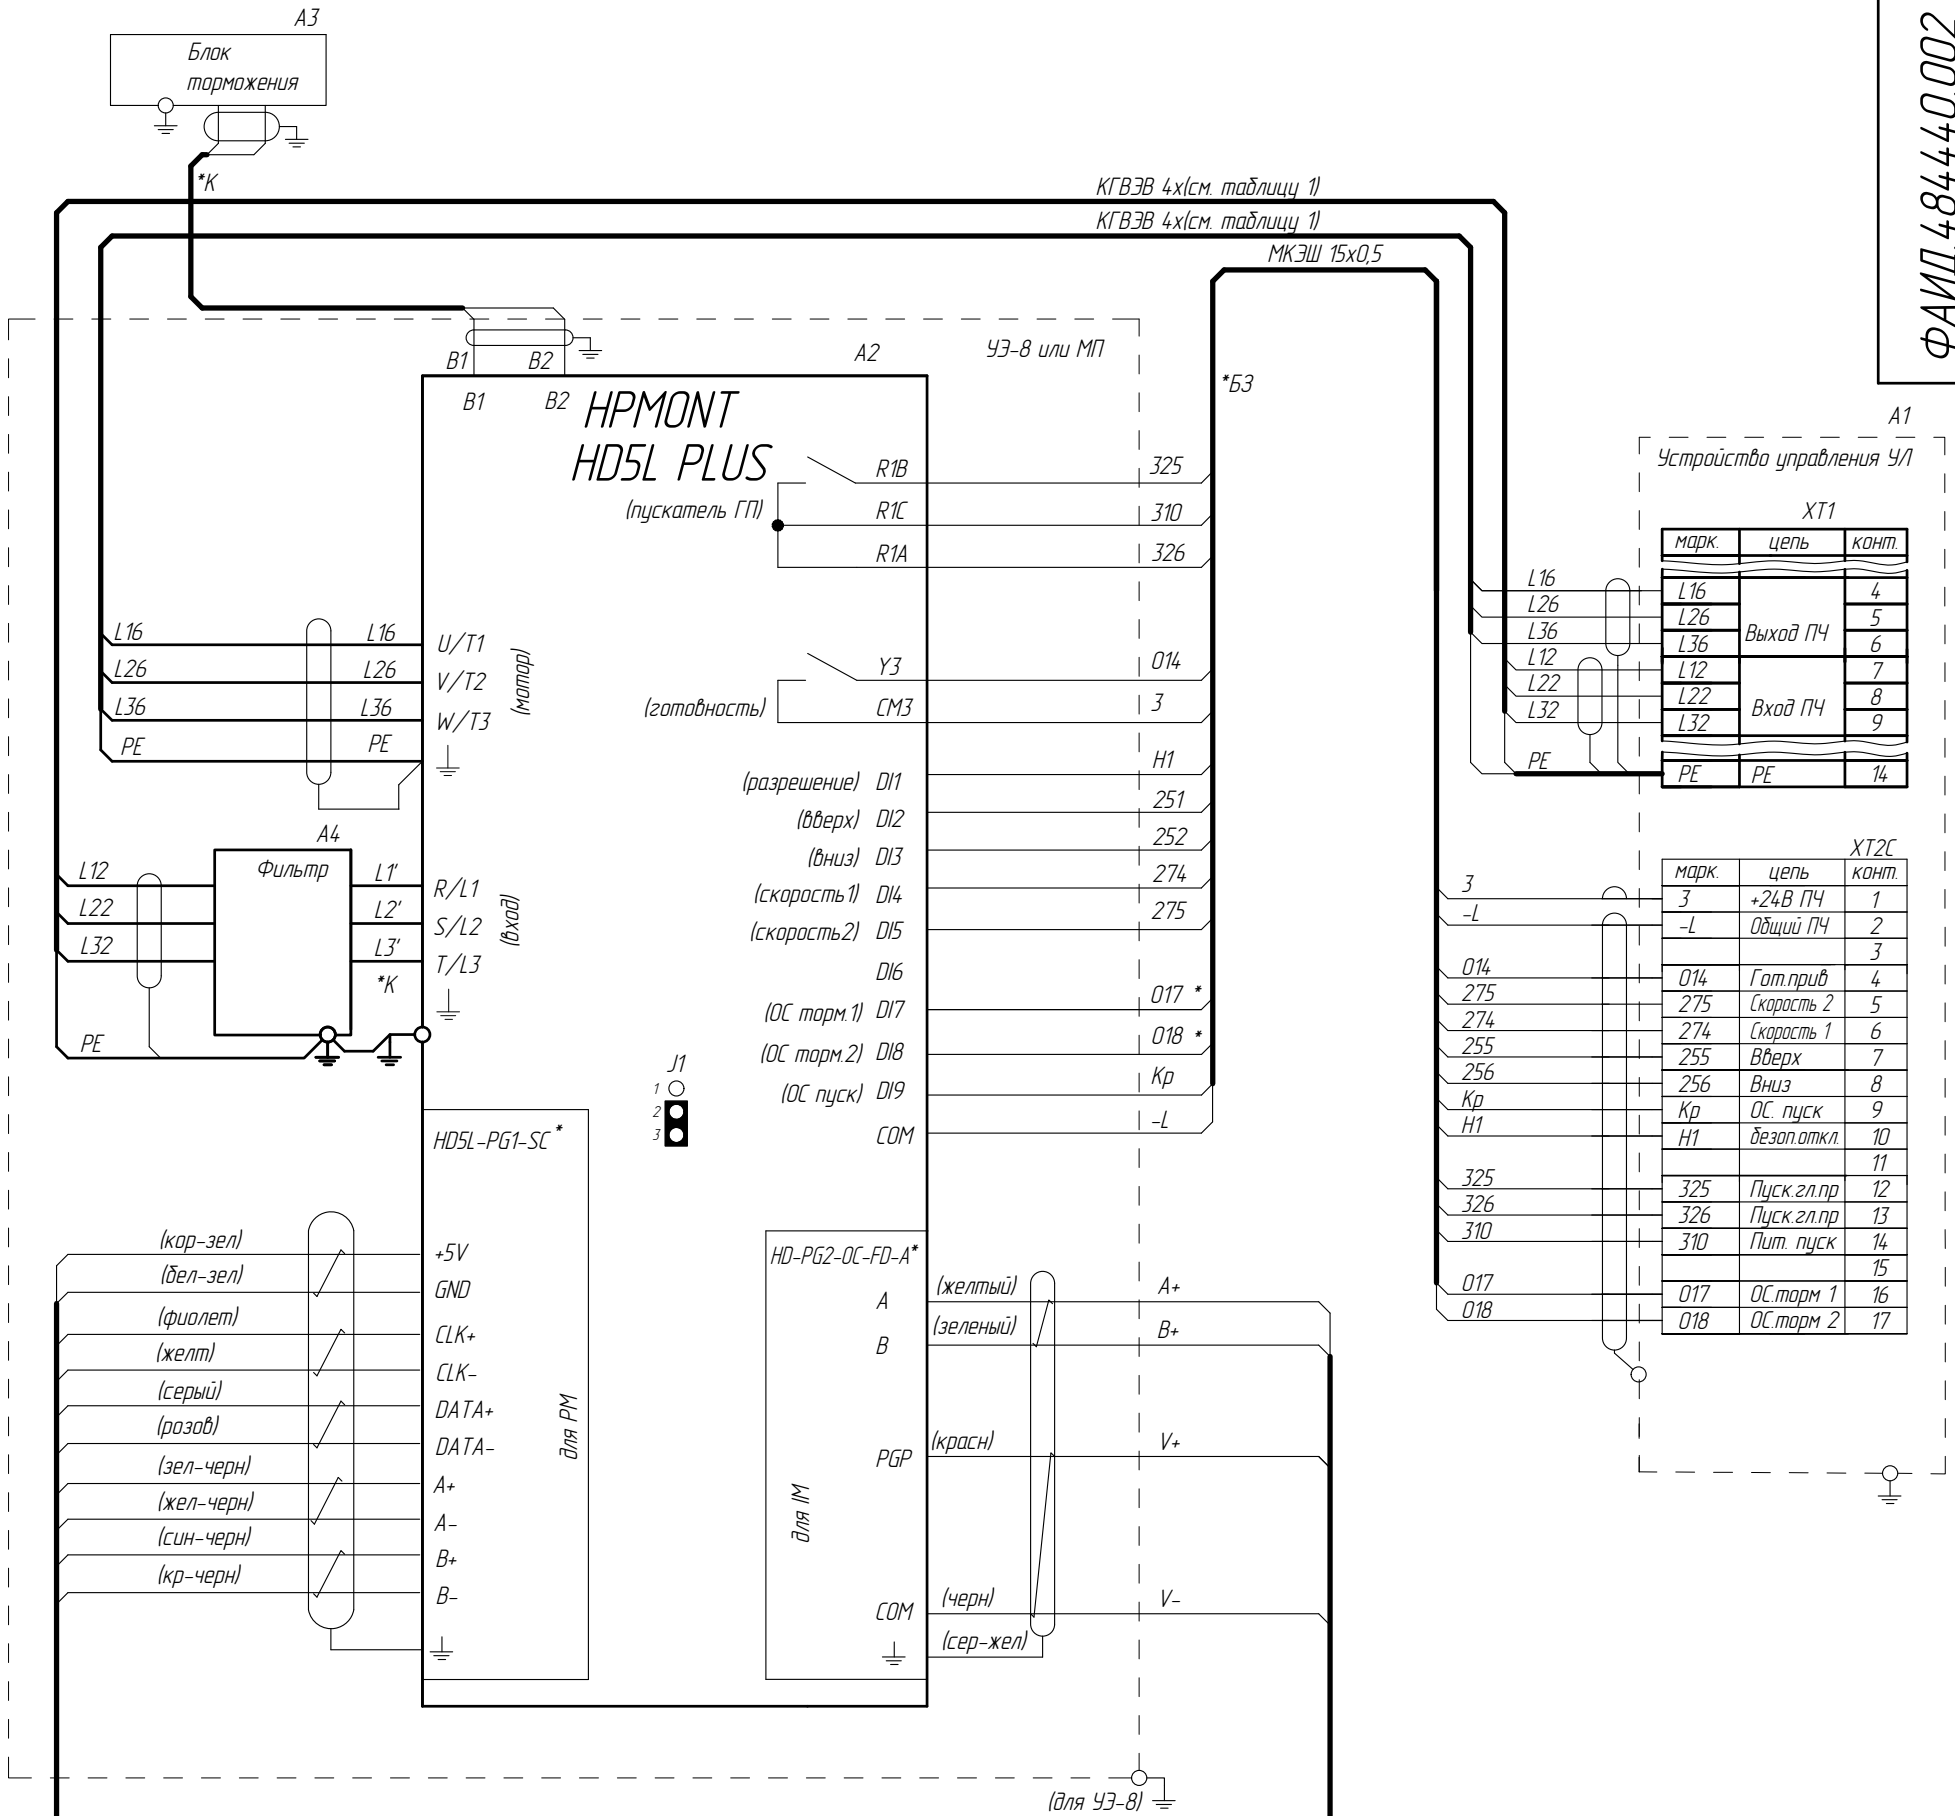 ФАИД.484440.002
А3
Блок
торможения
*К
КГВЭВ 4х(см. таблицу 1)
КГВЭВ 4х(см. таблицу 1)
МКЭШ 15х0,5
УЭ-8 или МП
*БЗ
B1 B2
А2
B1 B2
HPMONT
HD5L PLUS
(пускатель ГП)
R1B 325
R1C 310
R1A 326
L16 L16 U/T1
L26 L26 V/T2
L36 L36 W/T3
PE PE
(мотор)
Y3 014
(готовность) CM3 3
(разрешение) DI1 H1
(вверх) DI2 251
(вниз) DI3 252
(скорость1) DI4 274
(скорость2) DI5 275
DI6
(ОС торм.1) DI7 017 *
(ОС торм.2) DI8 018 *
(ОС пуск) DI9 Кр
COM -L
А4
Фильтр
L12 L1' R/L1
L22 L2' S/L2
L32 L3' T/L3
(вход)
*К
PE
J1
1
2
3
HD5L-PG1-SC *
(кор-зел) +5V
(бел-зел) GND
(фиолет) CLK+
(желт) CLK-
(серый) DATA+
(розов) DATA-
(зел-черн) A+
(жел-черн) A-
(син-черн) B+
(кр-черн) B-
для РМ
HD-PG2-OC-FD-A*
A (желтый) A+
B (зеленый) B+
PGP (красн) V+
COM (черн) V-
(сер-жел)
для IM
(для УЭ-8)
А1
Устройство управления УЛ
XT1
марк. цепь конт.
L16 L16 4
L26 L26 5
L36 L36 6
Выход ПЧ
L12 L12 7
L22 L22 8
L32 L32 9
Вход ПЧ
PE PE PE 14
XT2C
марк. цепь конт.
3 3 +24В ПЧ 1
-L -L Общий ПЧ 2
3
014 014 Гот.прив 4
275 275 Скорость 2 5
274 274 Скорость 1 6
255 255 Вверх 7
256 256 Вниз 8
Кр Кр ОС. пуск 9
H1 H1 безоп.откл. 10
11
325 325 Пуск.гл.пр 12
326 326 Пуск.гл.пр 13
310 310 Пит. пуск 14
15
017 017 ОС.торм 1 16
018 018 ОС.торм 2 17